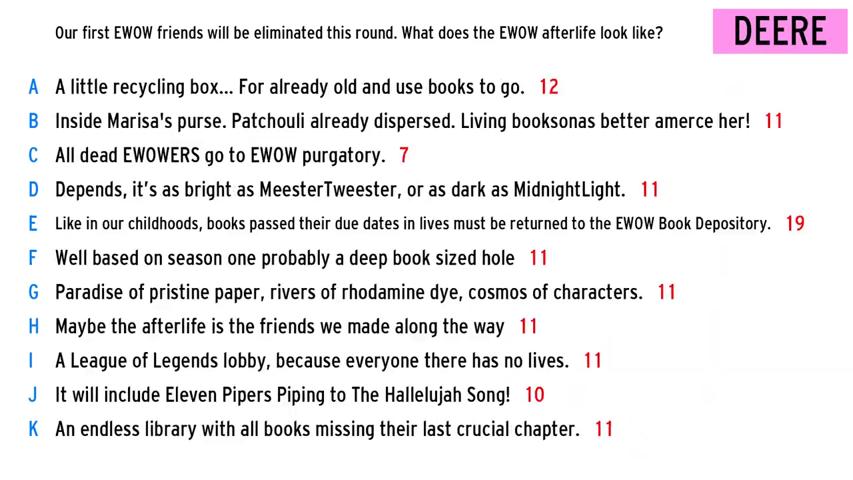 Our first EWOW friends will be eliminated this round. What does the EWOW afterlife look like?
DEERE
A A little recycling box... For already old and use books to go. 12
B Inside Marisa's purse. Patchouli already dispersed. Living booksonas better amerce her! 11
C All dead EWOWERS go to EWOW purgatory. 7
D Depends, it's as bright as MeesterTweester, or as dark as MidnightLight. 11
E Like in our childhoods, books passed their due dates in lives must be returned to the EWOW Book Depository. 19
F Well based on season one probably a deep book sized hole 11
G Paradise of pristine paper, rivers of rhodamine dye, cosmos of characters. 11
H Maybe the afterlife is the friends we made along the way 11
I A League of Legends lobby, because everyone there has no lives. 11
J It will include Eleven Pipers Piping to The Hallelujah Song! 10
K An endless library with all books missing their last crucial chapter. 11